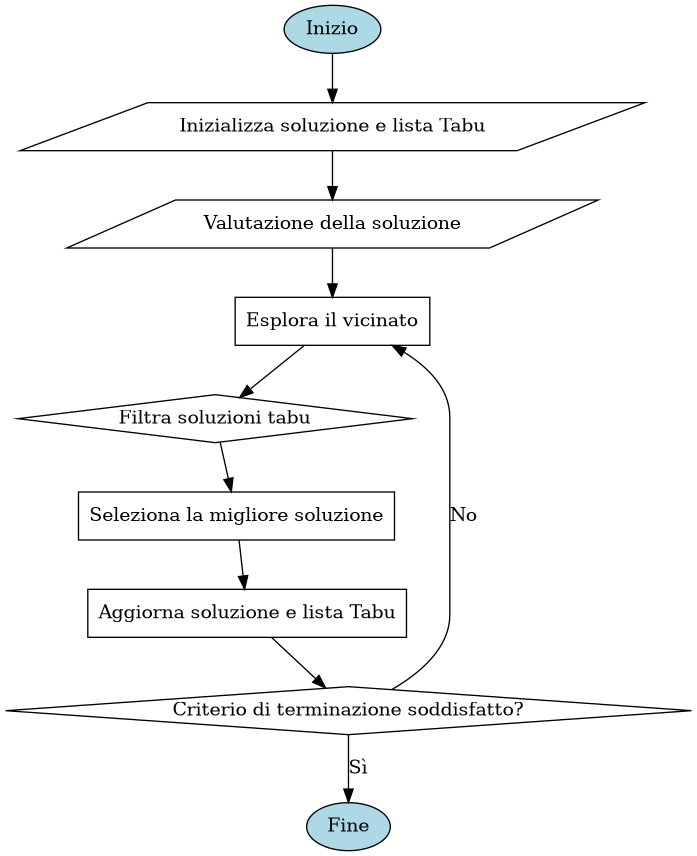 Inizio
Inizializza soluzione e lista Tabu
Valutazione della soluzione
Esplora il vicinato
Filtra soluzioni tabu
Seleziona la migliore soluzione
No
Aggiorna soluzione e lista Tabu
Criterio di terminazione soddisfatto?
Sì
Fine